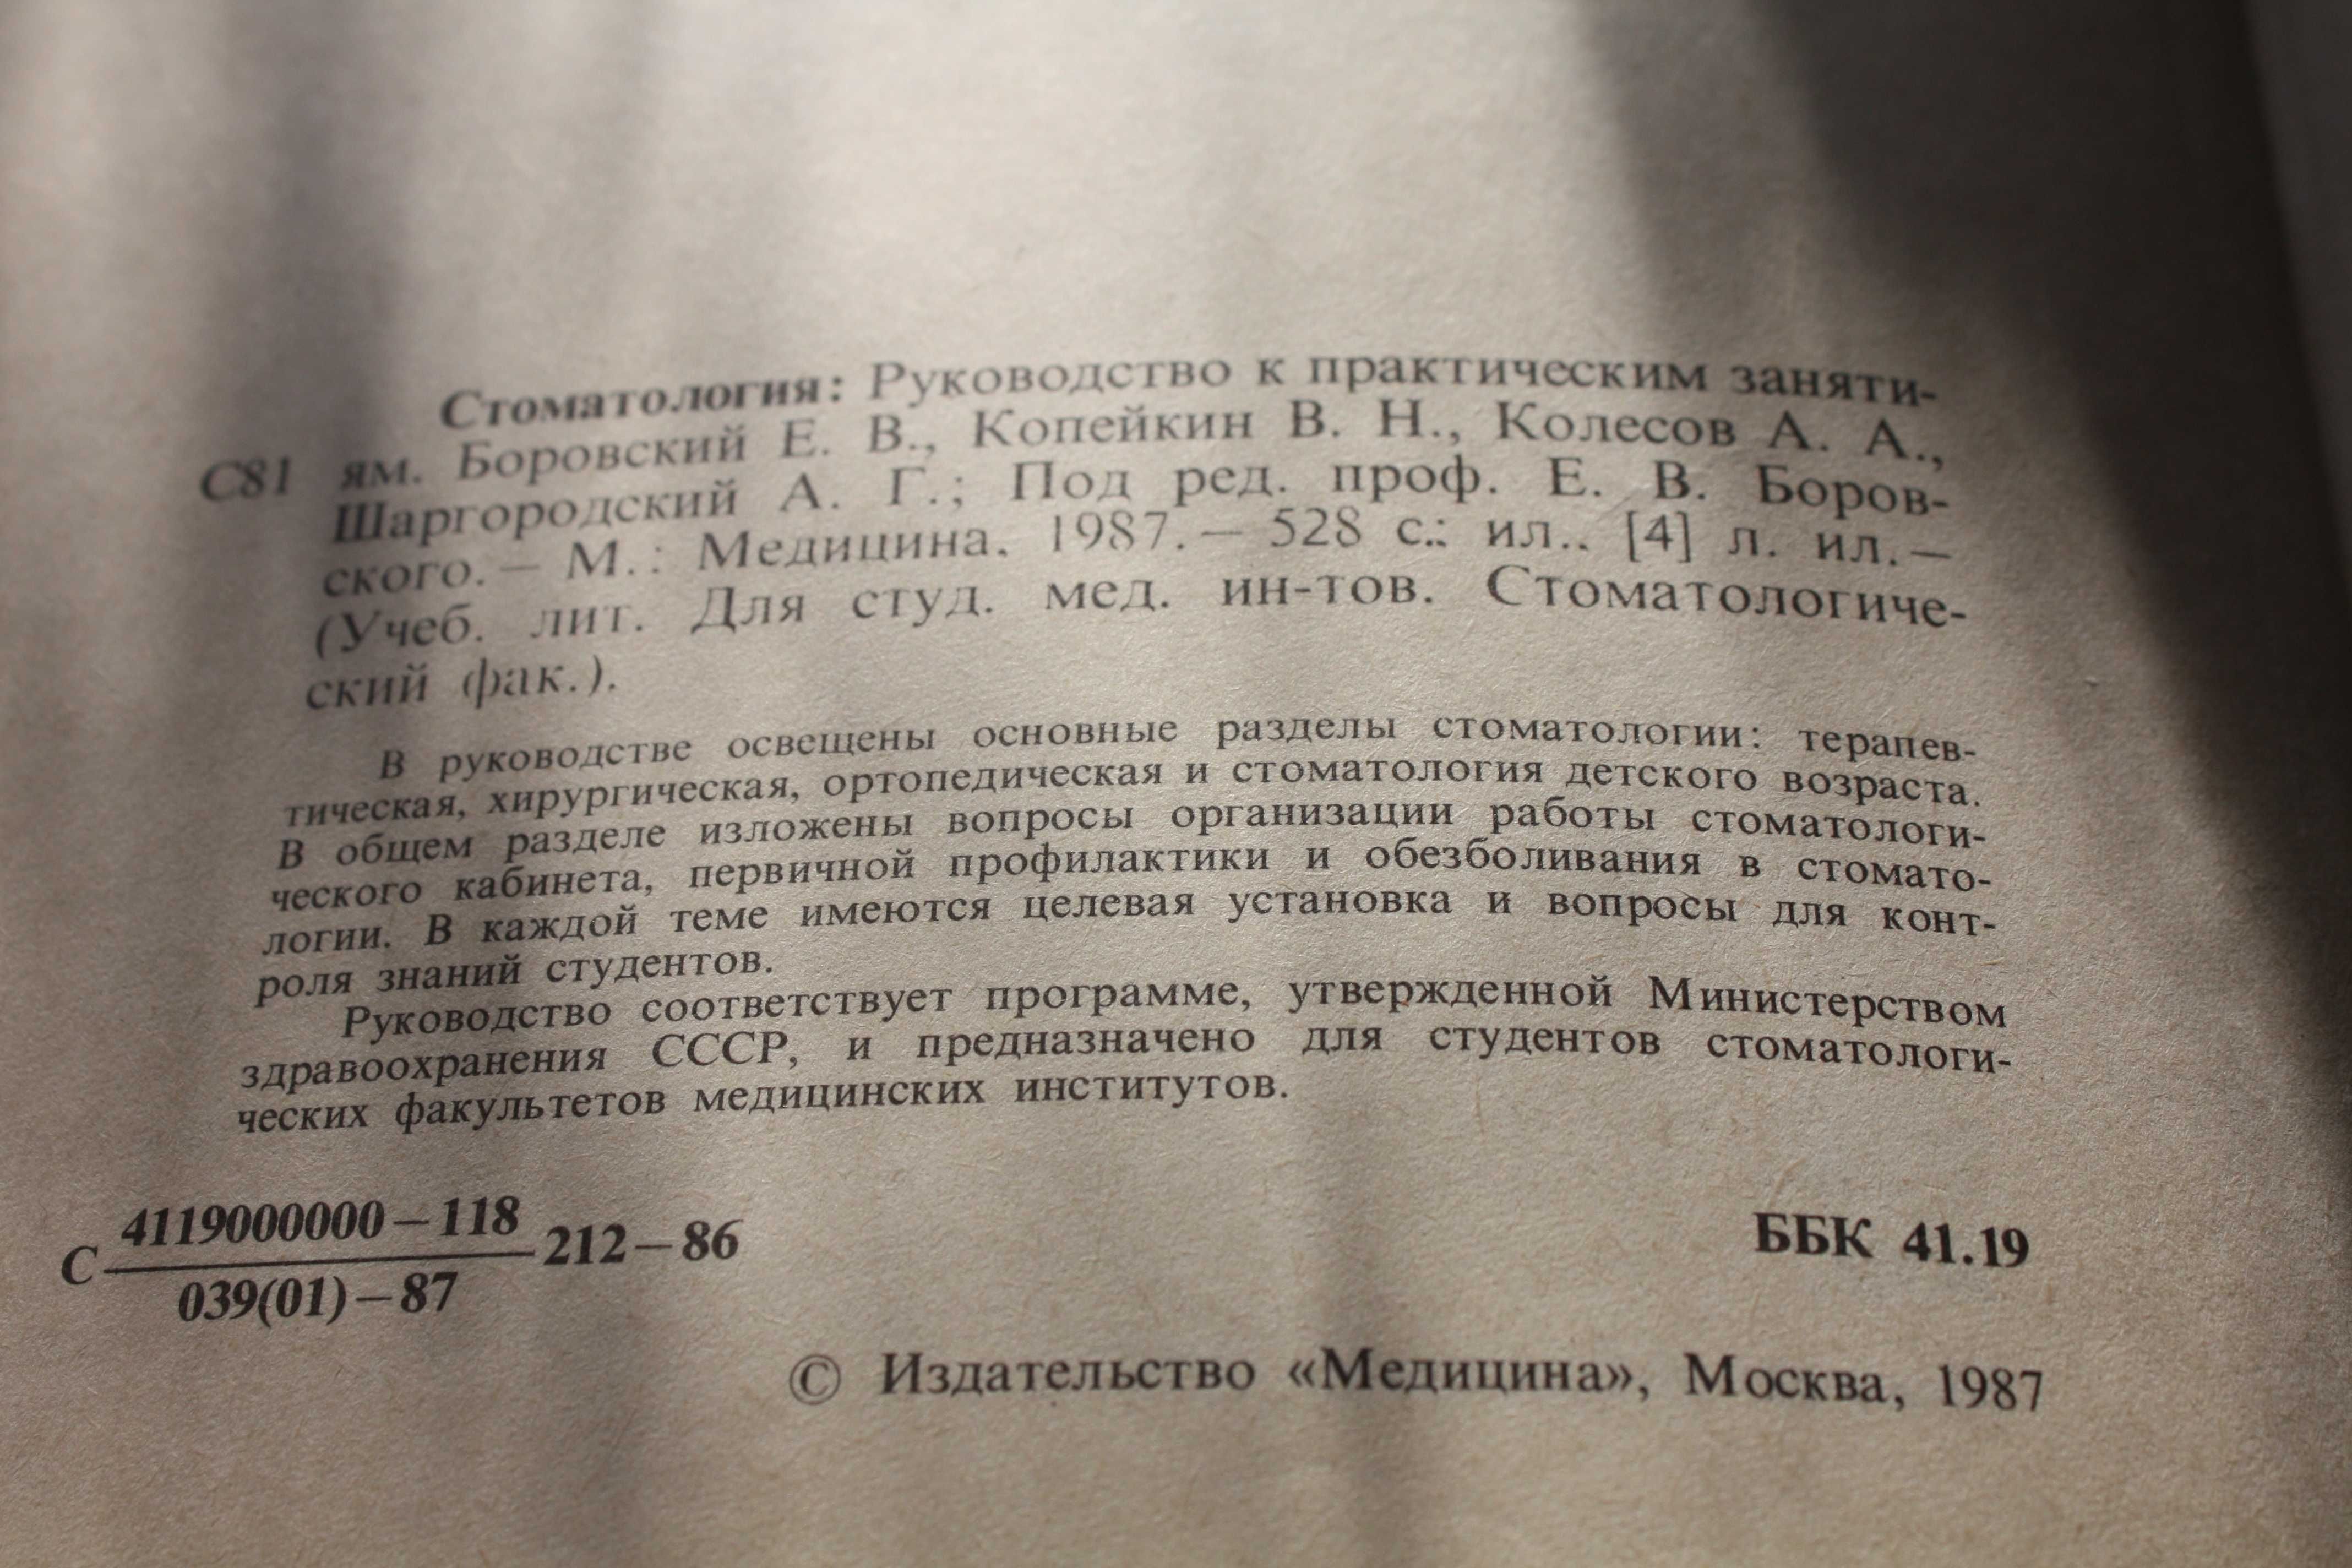 Стоматология: Руководство к практическим заняти-
С81 ям. Боровский Е. В., Копейкин В. Н., Колесов А. А.,
Шаргородский А. Г.; Под ред. проф. Е. В. Боров-
ского. — М.: Медицина. 1987. — 528 с.: ил.. [4] л. ил. —
(Учеб. лит. Для студ. мед. ин-тов. Стоматологиче-
ский фак.).
В руководстве освещены основные разделы стоматологии: терапев-
тическая, хирургическая, ортопедическая и стоматология детского возраста.
В общем разделе изложены вопросы организации работы стоматологи-
ческого кабинета, первичной профилактики и обезболивания в стомато-
логии. В каждой теме имеются целевая установка и вопросы для конт-
роля знаний студентов.
Руководство соответствует программе, утвержденной Министерством
здравоохранения СССР, и предназначено для студентов стоматологи-
ческих факультетов медицинских институтов.
4119000000 — 118
С 212 — 86
039(01) — 87
ББК 41.19
© Издательство «Медицина», Москва, 1987